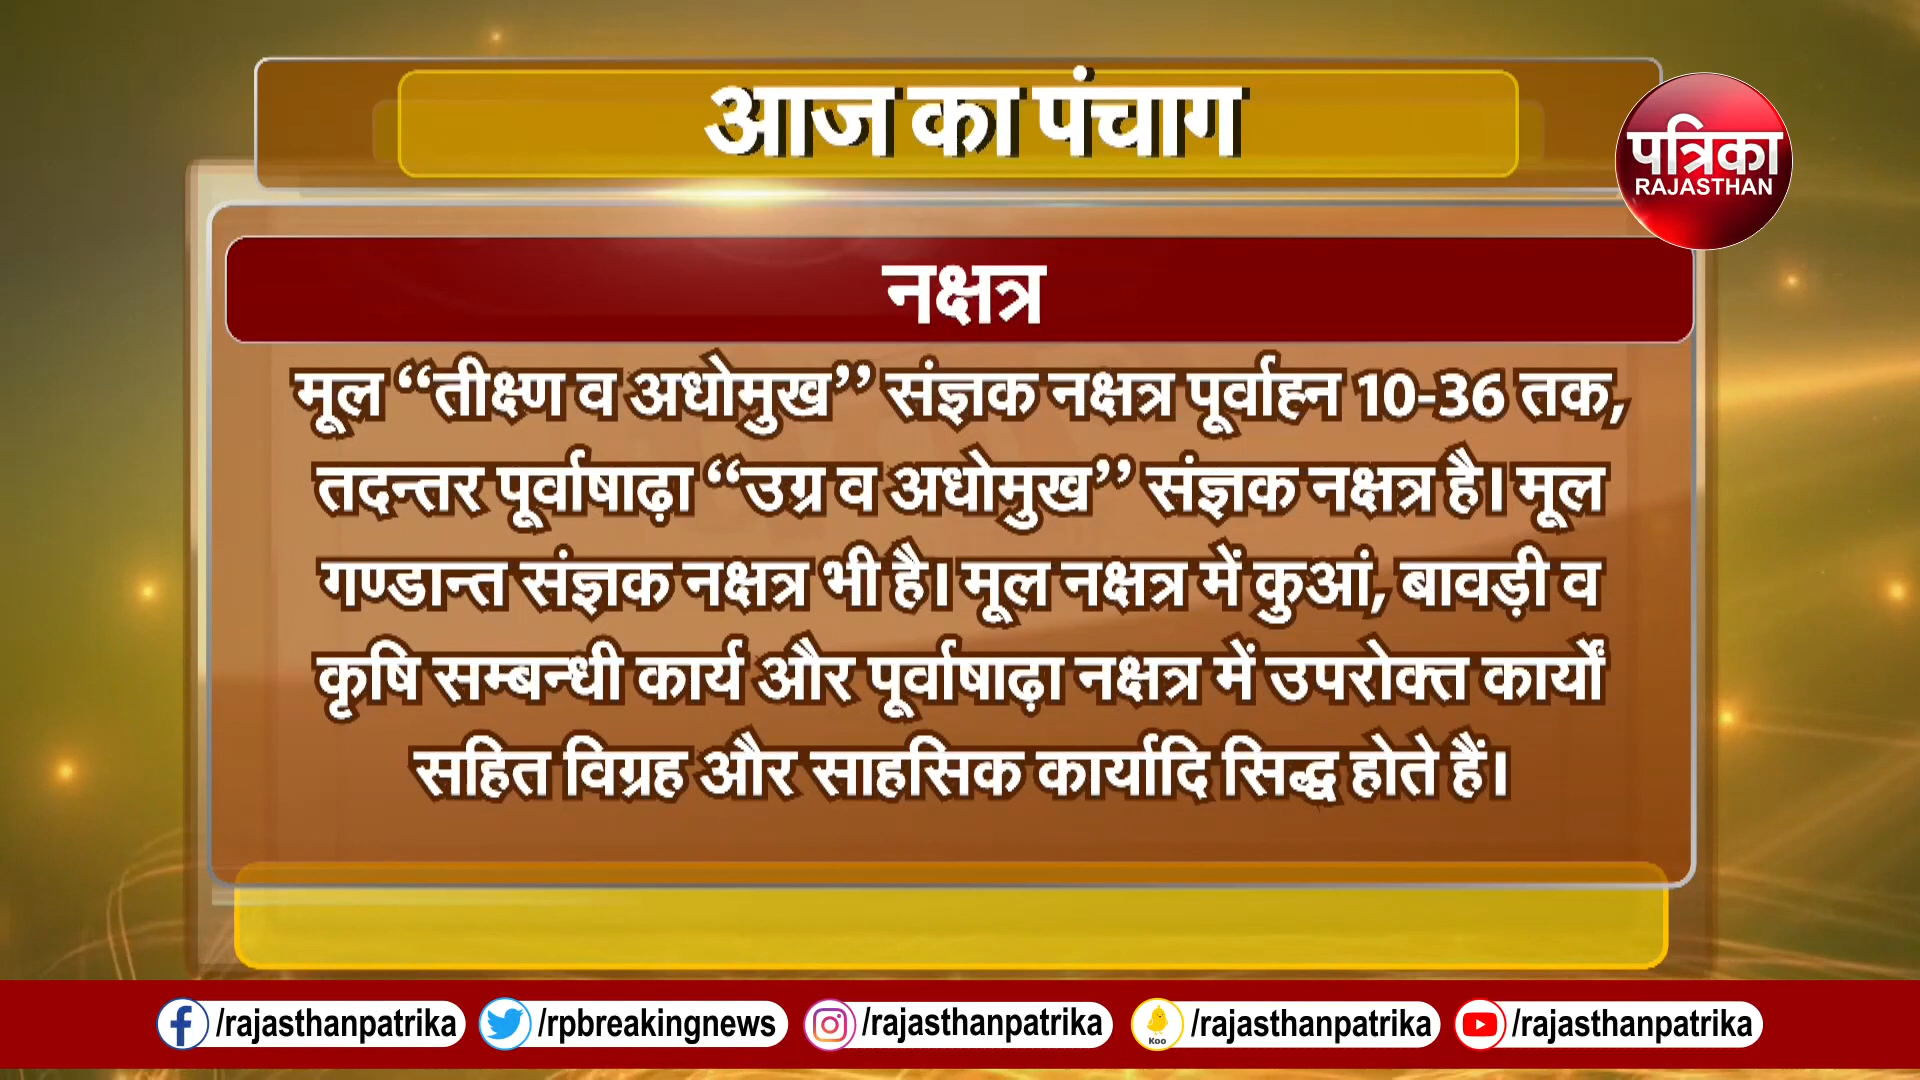 आज का पंचाग
पत्रिका
RAJASTHAN
नक्षत्र
मूल “तीक्ष्ण व अधोमुख” संज्ञक नक्षत्र पूर्वाह्न 10-36 तक,
तदन्तर पूर्वाषाढ़ा “उग्र व अधोमुख” संज्ञक नक्षत्र है। मूल
गण्डान्त संज्ञक नक्षत्र भी है। मूल नक्षत्र में कुआं, बावड़ी व
कृषि सम्बन्धी कार्य और पूर्वाषाढ़ा नक्षत्र में उपरोक्त कार्यों
सहित विग्रह और साहसिक कार्यादि सिद्ध होते हैं।
/rajasthanpatrika /rpbreakingnews /rajasthanpatrika Koo /rajasthanpatrika /rajasthanpatrika